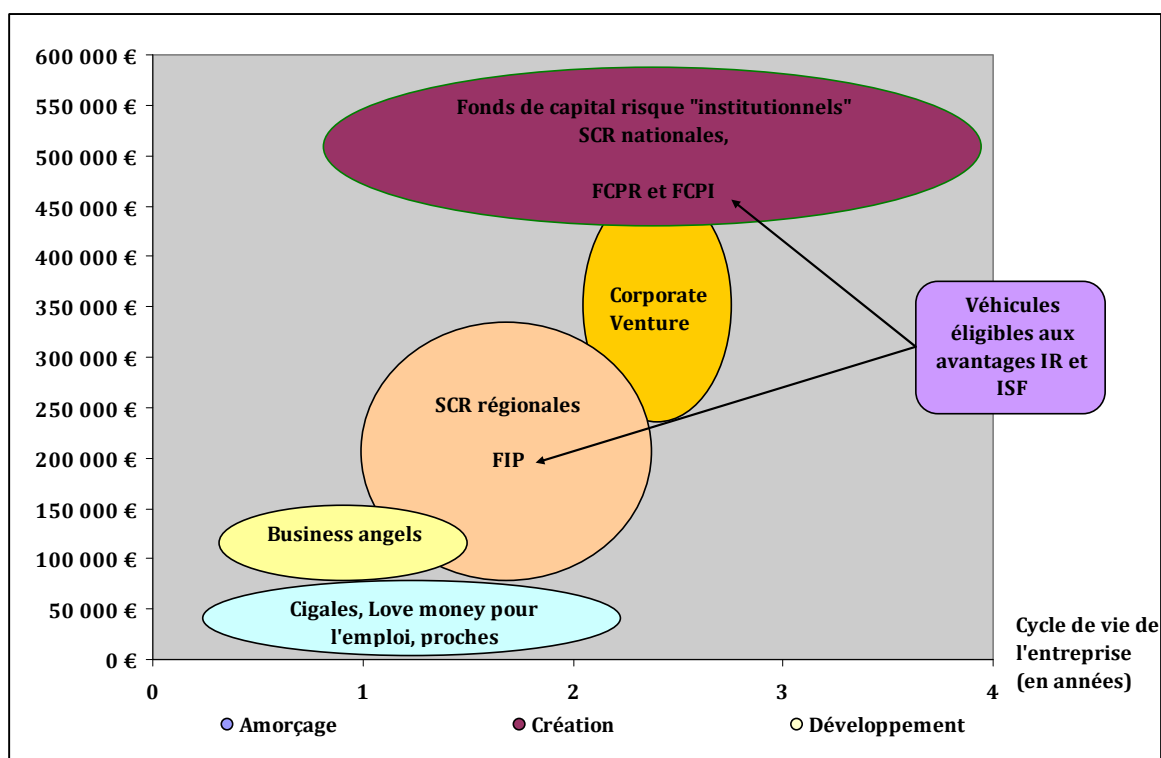 600 000 €
550 000 €
500 000 €
450 000 €
400 000 €
350 000 €
300 000 €
250 000 €
200 000 €
150 000 €
100 000 €
50 000 €
0 €
Fonds de capital risque "institutionnels"
SCR nationales,
FCPR et FCPI
Corporate
Venture
Véhicules
éligibles aux
avantages IR et
ISF
SCR régionales
FIP
Business angels
Cigales, Love money pour
l'emploi, proches
Cycle de vie de
l'entreprise
(en années)
0 1 2 3 4
Amorçage Création Développement